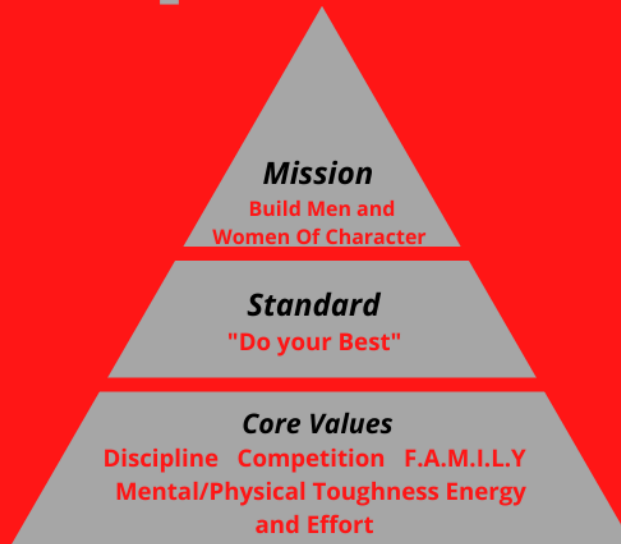 Mission
Build Men and
Women Of Character
Standard
"Do your Best"
Core Values
Discipline Competition F.A.M.I.L.Y
Mental/Physical Toughness Energy
and Effort